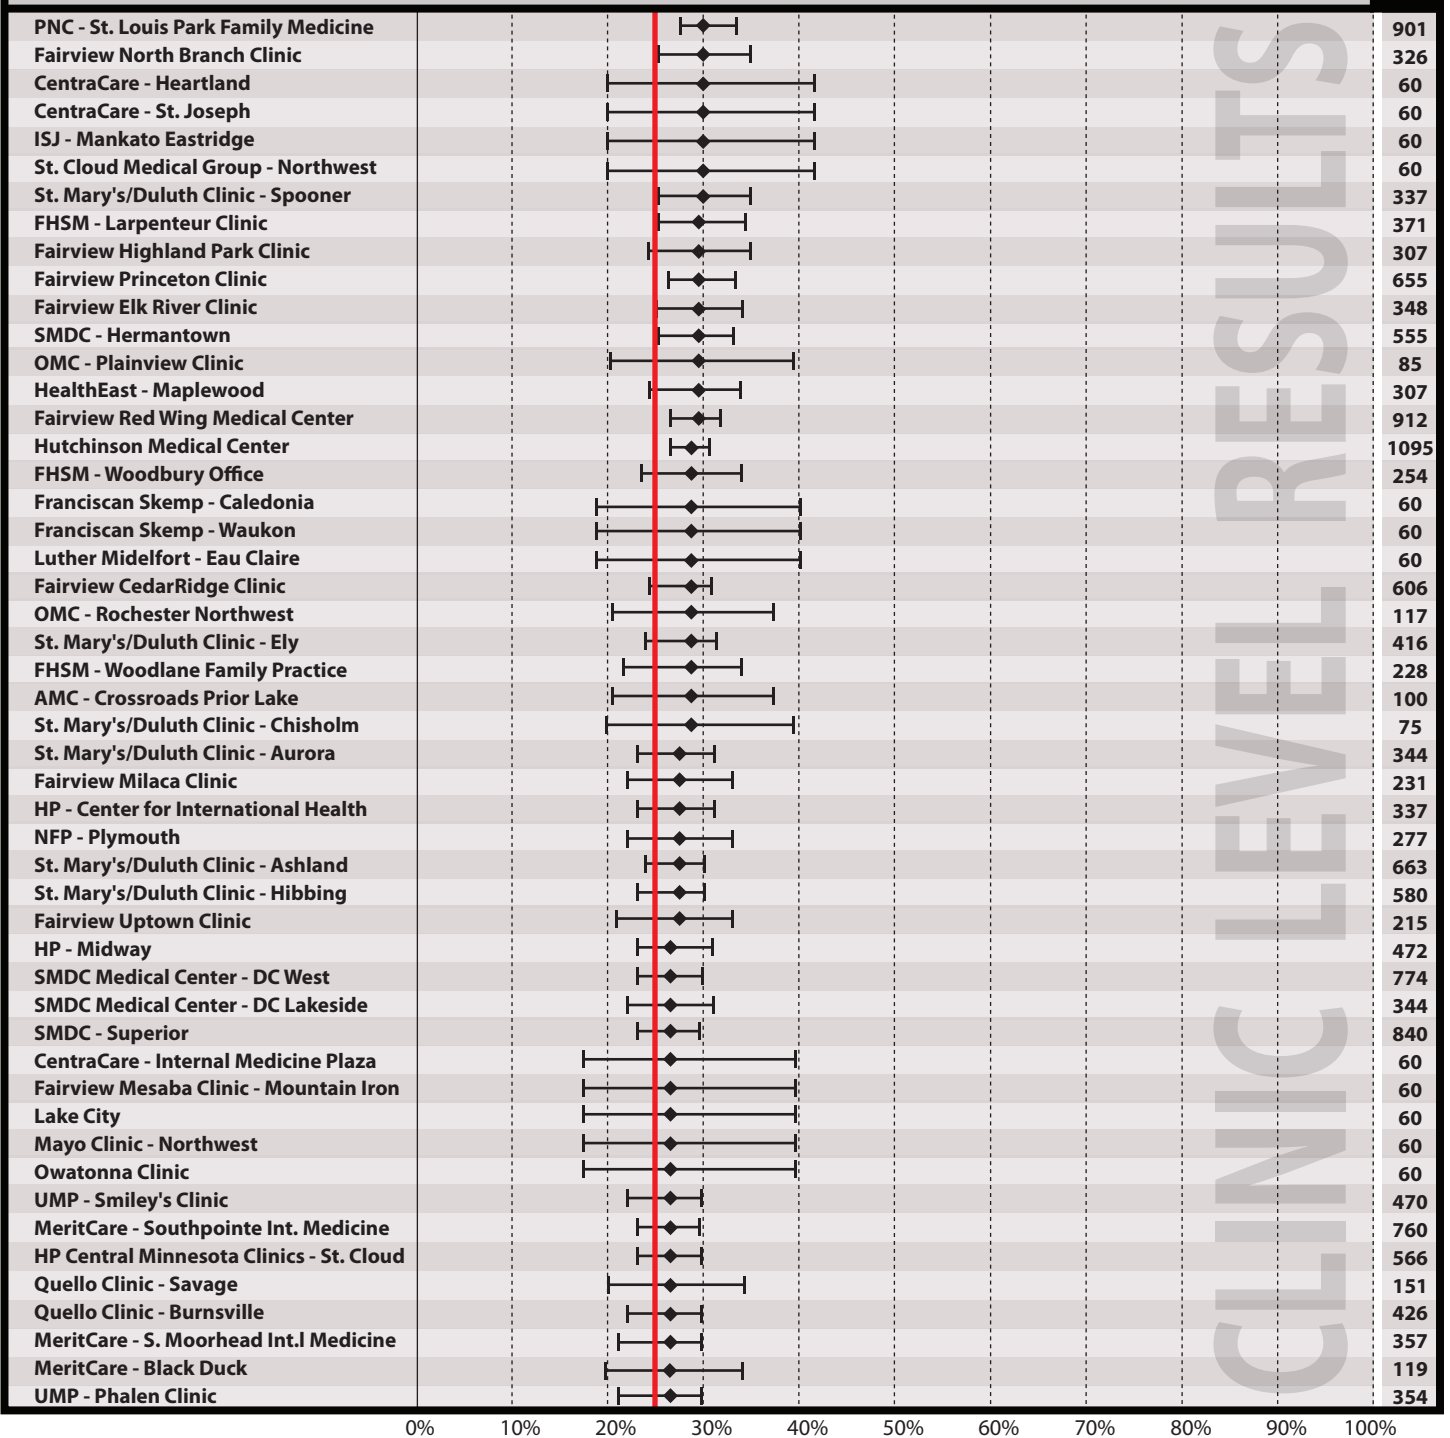 PNC - St. Louis Park Family Medicine 901
Fairview North Branch Clinic 326
CentraCare - Heartland 60
CentraCare - St. Joseph 60
ISJ - Mankato Eastridge 60
St. Cloud Medical Group - Northwest 60
St. Mary's/Duluth Clinic - Spooner 337
FHSM - Larpenteur Clinic 371
Fairview Highland Park Clinic 307
Fairview Princeton Clinic 655
Fairview Elk River Clinic 348
SMDC - Hermantown 555
OMC - Plainview Clinic 85
HealthEast - Maplewood 307
Fairview Red Wing Medical Center 912
Hutchinson Medical Center 1095
FHSM - Woodbury Office 254
Franciscan Skemp - Caledonia 60
Franciscan Skemp - Waukon 60
Luther Midelfort - Eau Claire 60
Fairview CedarRidge Clinic 606
OMC - Rochester Northwest 117
St. Mary's/Duluth Clinic - Ely 416
FHSM - Woodlane Family Practice 228
AMC - Crossroads Prior Lake 100
St. Mary's/Duluth Clinic - Chisholm 75
St. Mary's/Duluth Clinic - Aurora 344
Fairview Milaca Clinic 231
HP - Center for International Health 337
NFP - Plymouth 277
St. Mary's/Duluth Clinic - Ashland 663
St. Mary's/Duluth Clinic - Hibbing 580
Fairview Uptown Clinic 215
HP - Midway 472
SMDC Medical Center - DC West 774
SMDC Medical Center - DC Lakeside 344
SMDC - Superior 840
CentraCare - Internal Medicine Plaza 60
Fairview Mesaba Clinic - Mountain Iron 60
Lake City 60
Mayo Clinic - Northwest 60
Owatonna Clinic 60
UMP - Smiley's Clinic 470
MeritCare - Southpointe Int. Medicine 760
HP Central Minnesota Clinics - St. Cloud 566
Quello Clinic - Savage 151
Quello Clinic - Burnsville 426
MeritCare - S. Moorhead Int.l Medicine 357
MeritCare - Black Duck 119
UMP - Phalen Clinic 354
0% 10% 20% 30% 40% 50% 60% 70% 80% 90% 100%
CLINIC LEVEL RESULTS